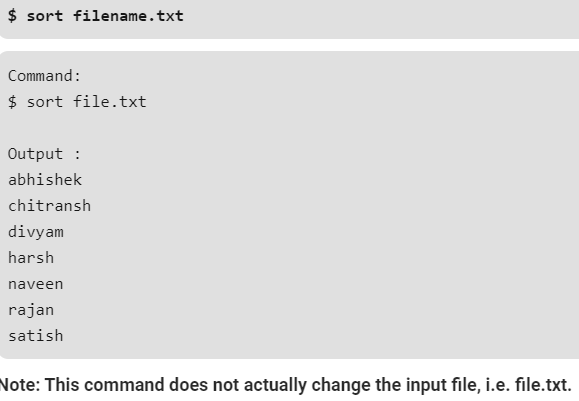 $ sort filename.txt
Command:
$ sort file.txt
Output :
abhishek
chitransh
divyam
harsh
naveen
rajan
satish
Note: This command does not actually change the input file, i.e. file.txt.